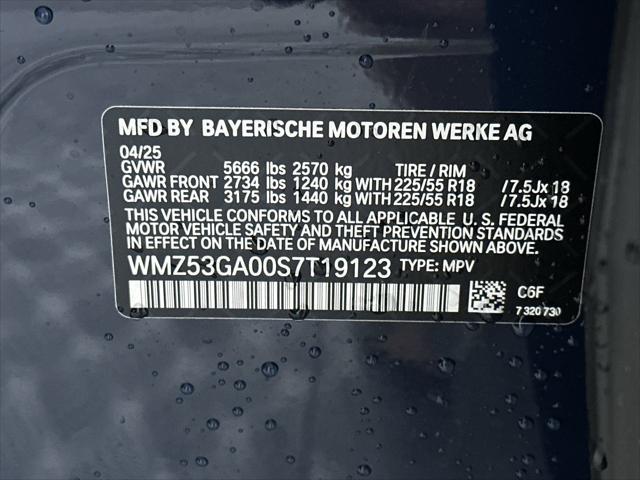 MFD BY BAYERISCHE MOTOREN WERKE AG
04/25
GVWR 5666 lbs 2570 kg TIRE / RIM
GAWR FRONT 2734 lbs 1240 kg WITH 225/55 R18 /7.5Jx18
GAWR REAR 3175 lbs 1440 kg WITH 225/55 R18 /7.5Jx18
THIS VEHICLE CONFORMS TO ALL APPLICABLE U. S. FEDERAL
MOTOR VEHICLE SAFETY AND THEFT PREVENTION STANDARDS
IN EFFECT ON THE DATE OF MANUFACTURE SHOWN ABOVE.
WMZ53GA00S7T19123 TYPE: MPV
C6F
7 320 730